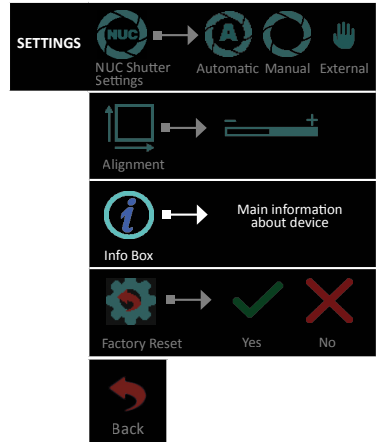 SETTINGS
NUC
A
NUC Shutter
Settings
Automatic
Manual
External
- +
Alignment
i
Main information
about device
Info Box
Factory Reset
Yes
No
Back